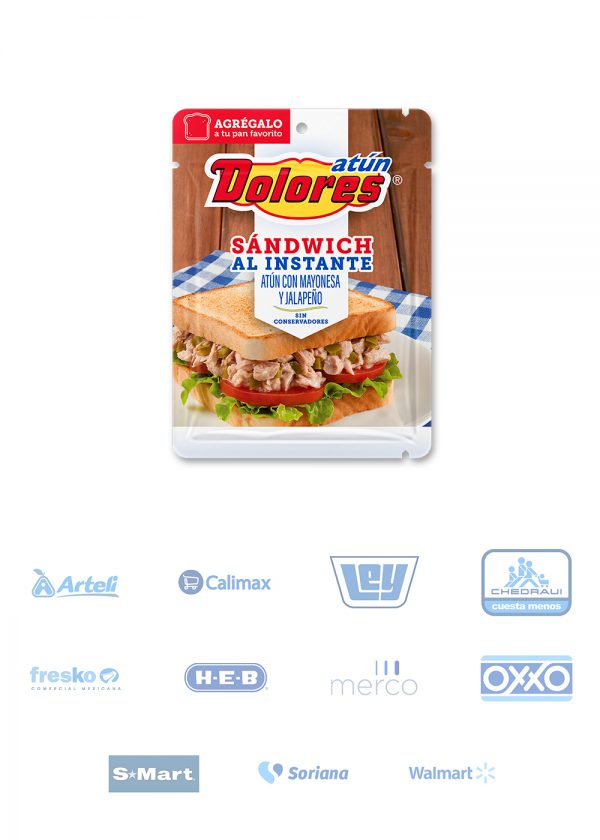 AGRÉGALO
a tu pan favorito
atún
Dolores®
SÁNDWICH
AL INSTANTE
ATÚN CON MAYONESA
Y JALAPEÑO
SIN
CONSERVADORES
Arteli
Calimax
Ley
CHEDRAUI
cuesta menos
fresko
COMERCIAL MEXICANA
H-E-B
merco
OXXO
S★Mart
Soriana
Walmart